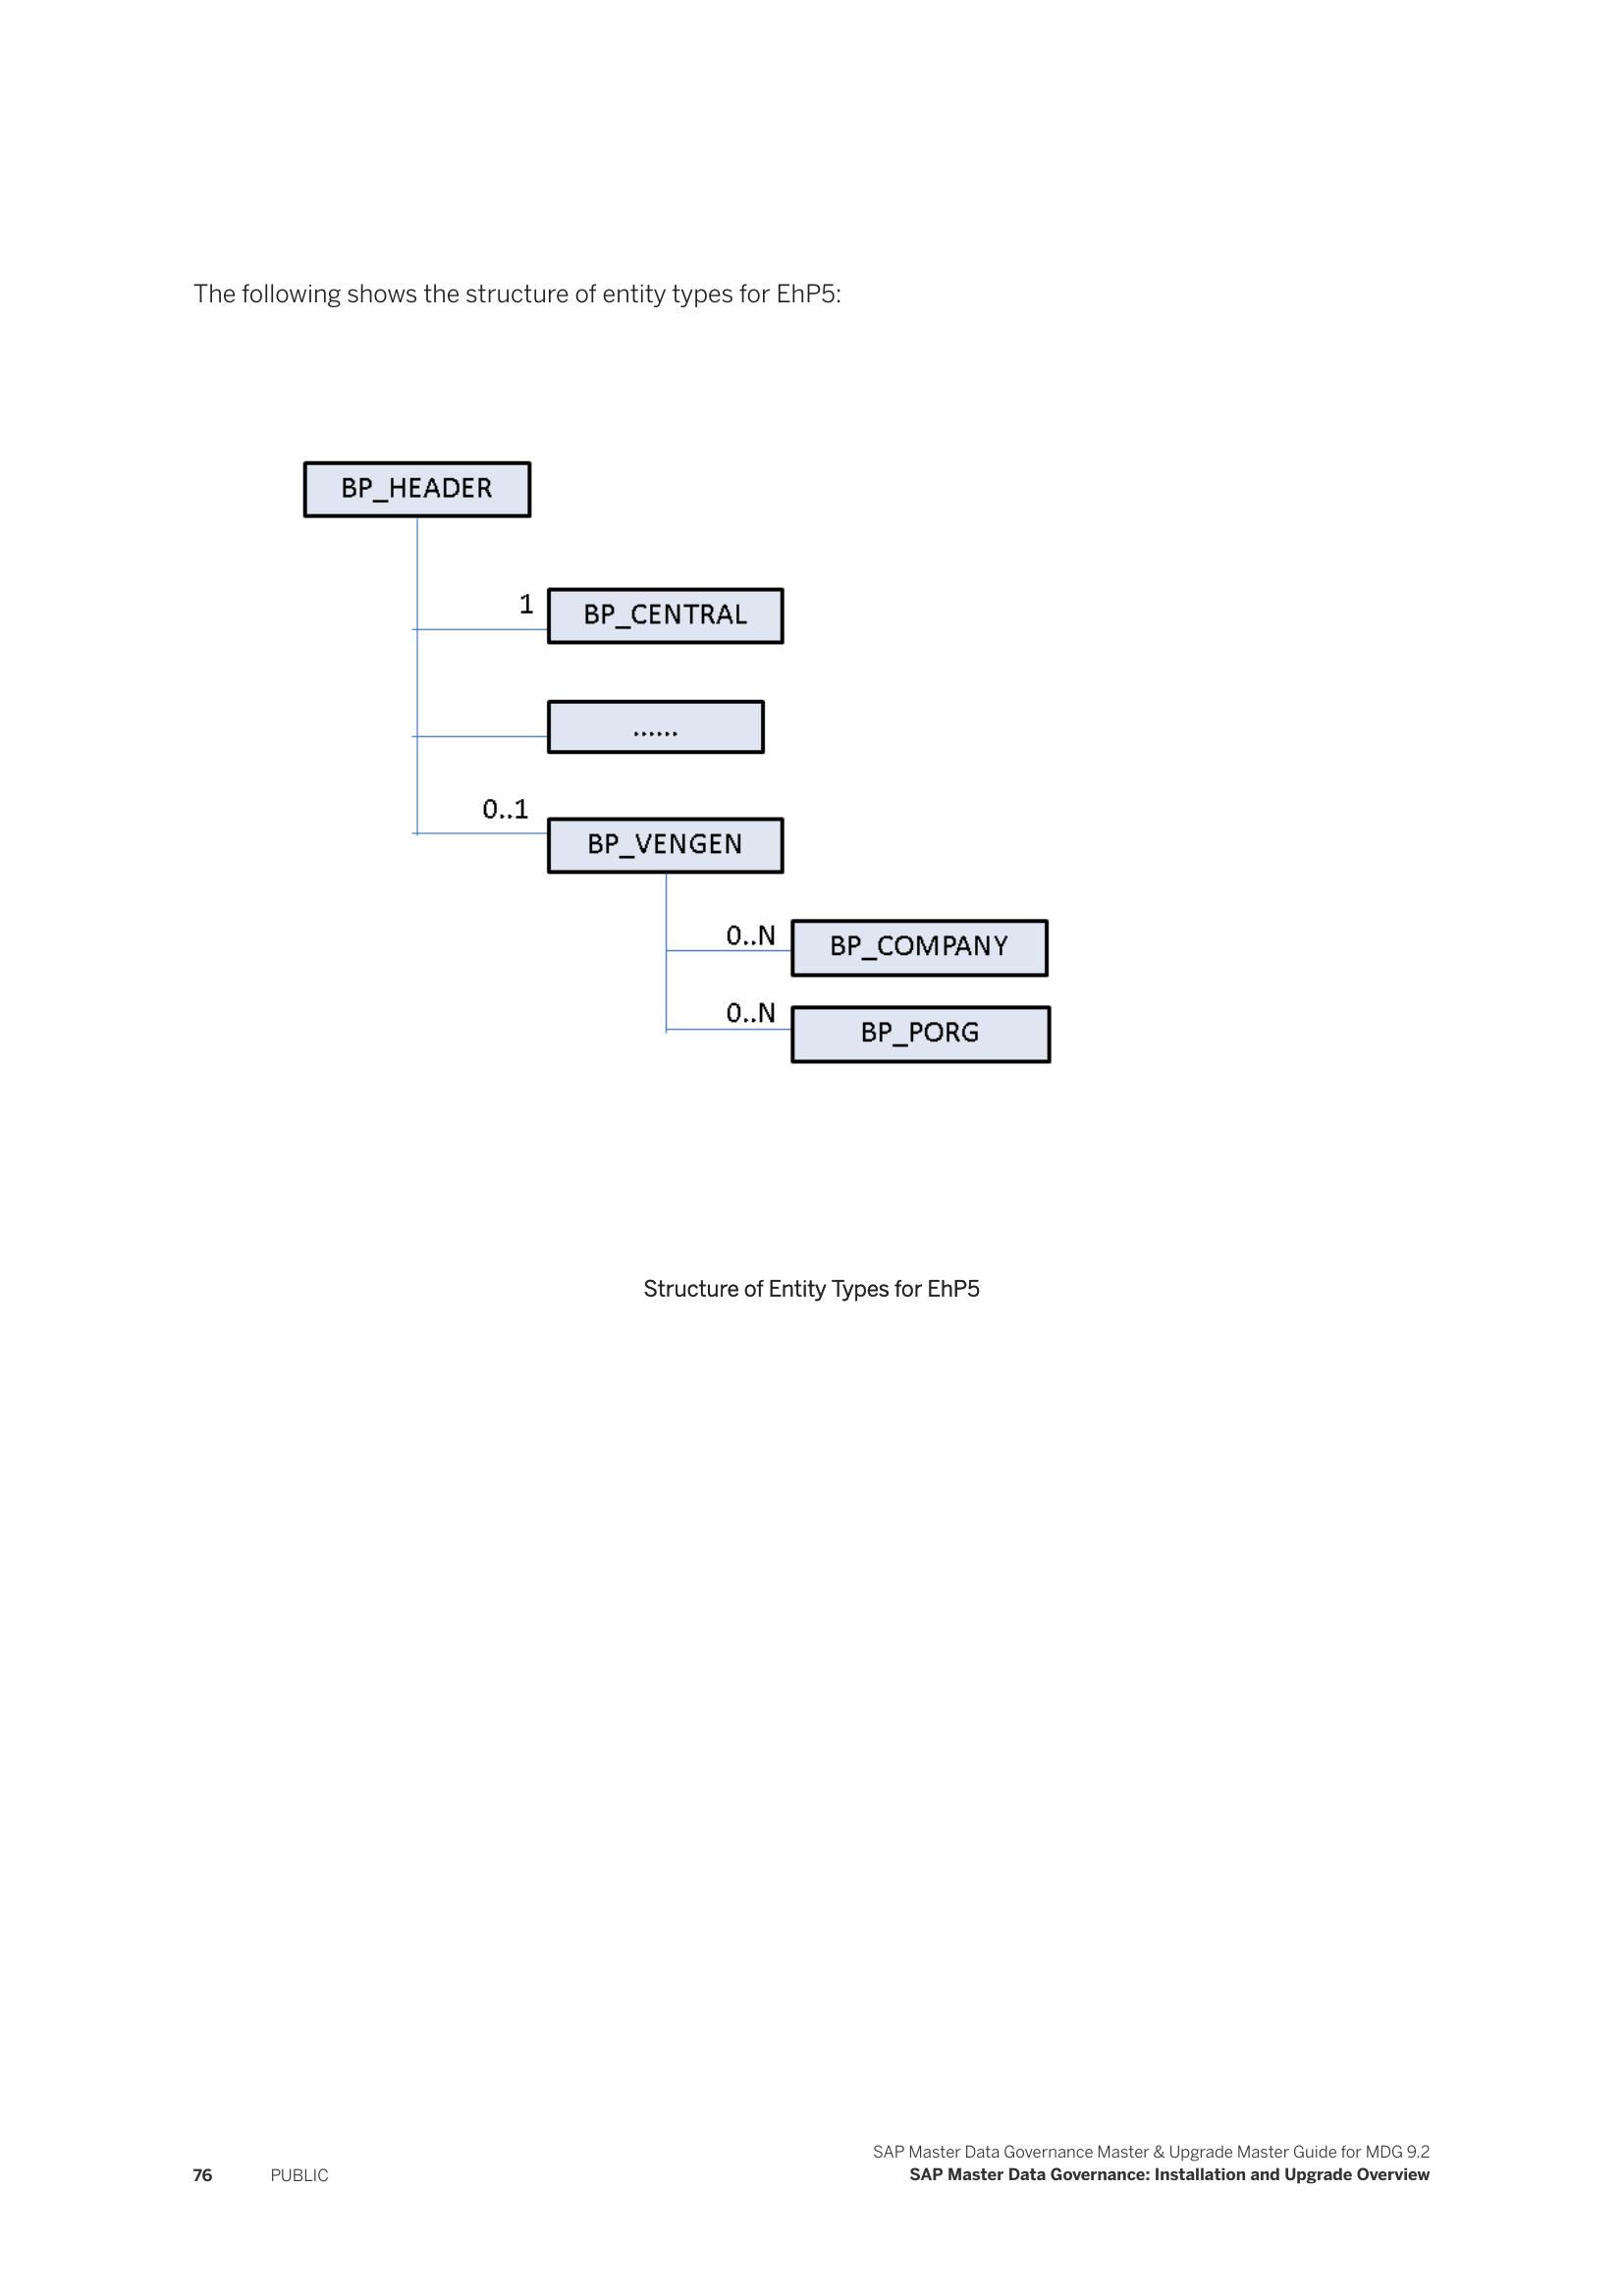 The following shows the structure of entity types for EhP5:
BP_HEADER
1
BP_CENTRAL
......
0..1
BP_VENGEN
0..N
BP_COMPANY
0..N
BP_PORG
Structure of Entity Types for EhP5
SAP Master Data Governance Master & Upgrade Master Guide for MDG 9.2
76 PUBLIC SAP Master Data Governance: Installation and Upgrade Overview